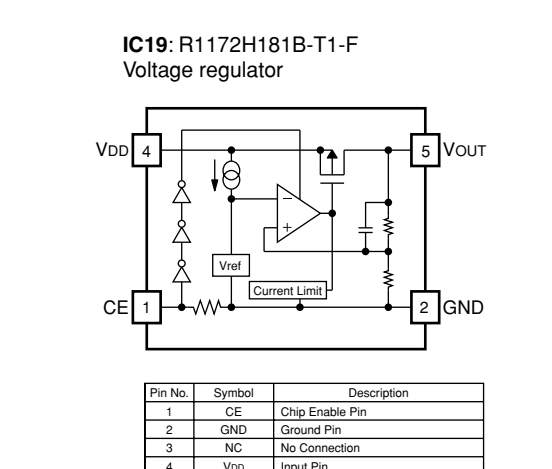 IC19: R1172H181B-T1-F
Voltage regulator
VDD 4 5 VOUT
−
+
Vref
Current Limit
CE 1 2 GND
Pin No. Symbol Description
1 CE Chip Enable Pin
2 GND Ground Pin
3 NC No Connection
4 VDD Input Pin